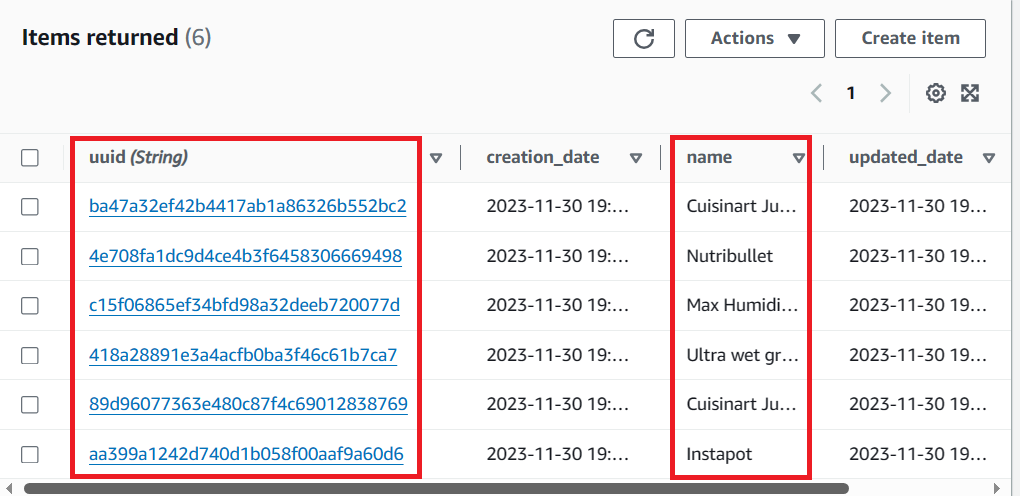 Items returned (6)
Actions
Create item
1
uuid (String) creation_date name updated_date
ba47a32ef42b4417ab1a86326b552bc2 2023-11-30 19:... Cuisinart Ju... 2023-11-30 19...
4e708fa1dc9d4ce4b3f6458306669498 2023-11-30 19:... Nutribullet 2023-11-30 19...
c15f06865ef34bfd98a32deeb720077d 2023-11-30 19:... Max Humidi... 2023-11-30 19...
418a28891e3a4acfb0ba3f46c61b7ca7 2023-11-30 19:... Ultra wet gr... 2023-11-30 19...
89d96077363e480c87f4c69012838769 2023-11-30 19:... Cuisinart Ju... 2023-11-30 19...
aa399a1242d740d1b058f00aaf9a60d6 2023-11-30 19:... Instapot 2023-11-30 19...